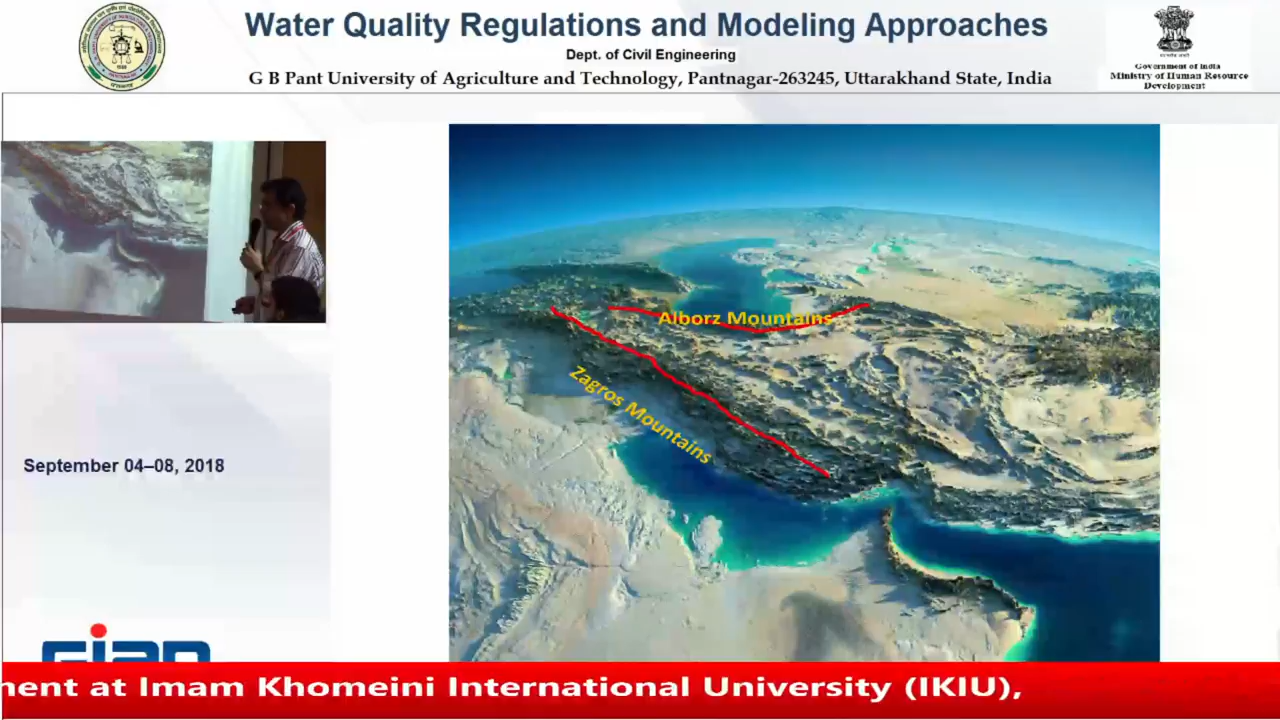 Water Quality Regulations and Modeling Approaches
Dept. of Civil Engineering
G B Pant University of Agriculture and Technology, Pantnagar-263245, Uttarakhand State, India
Government of India
Ministry of Human Resource
Development
Alborz Mountains
Zagros Mountains
September 04–08, 2018
GIAN
ment at Imam Khomeini International University (IKIU),